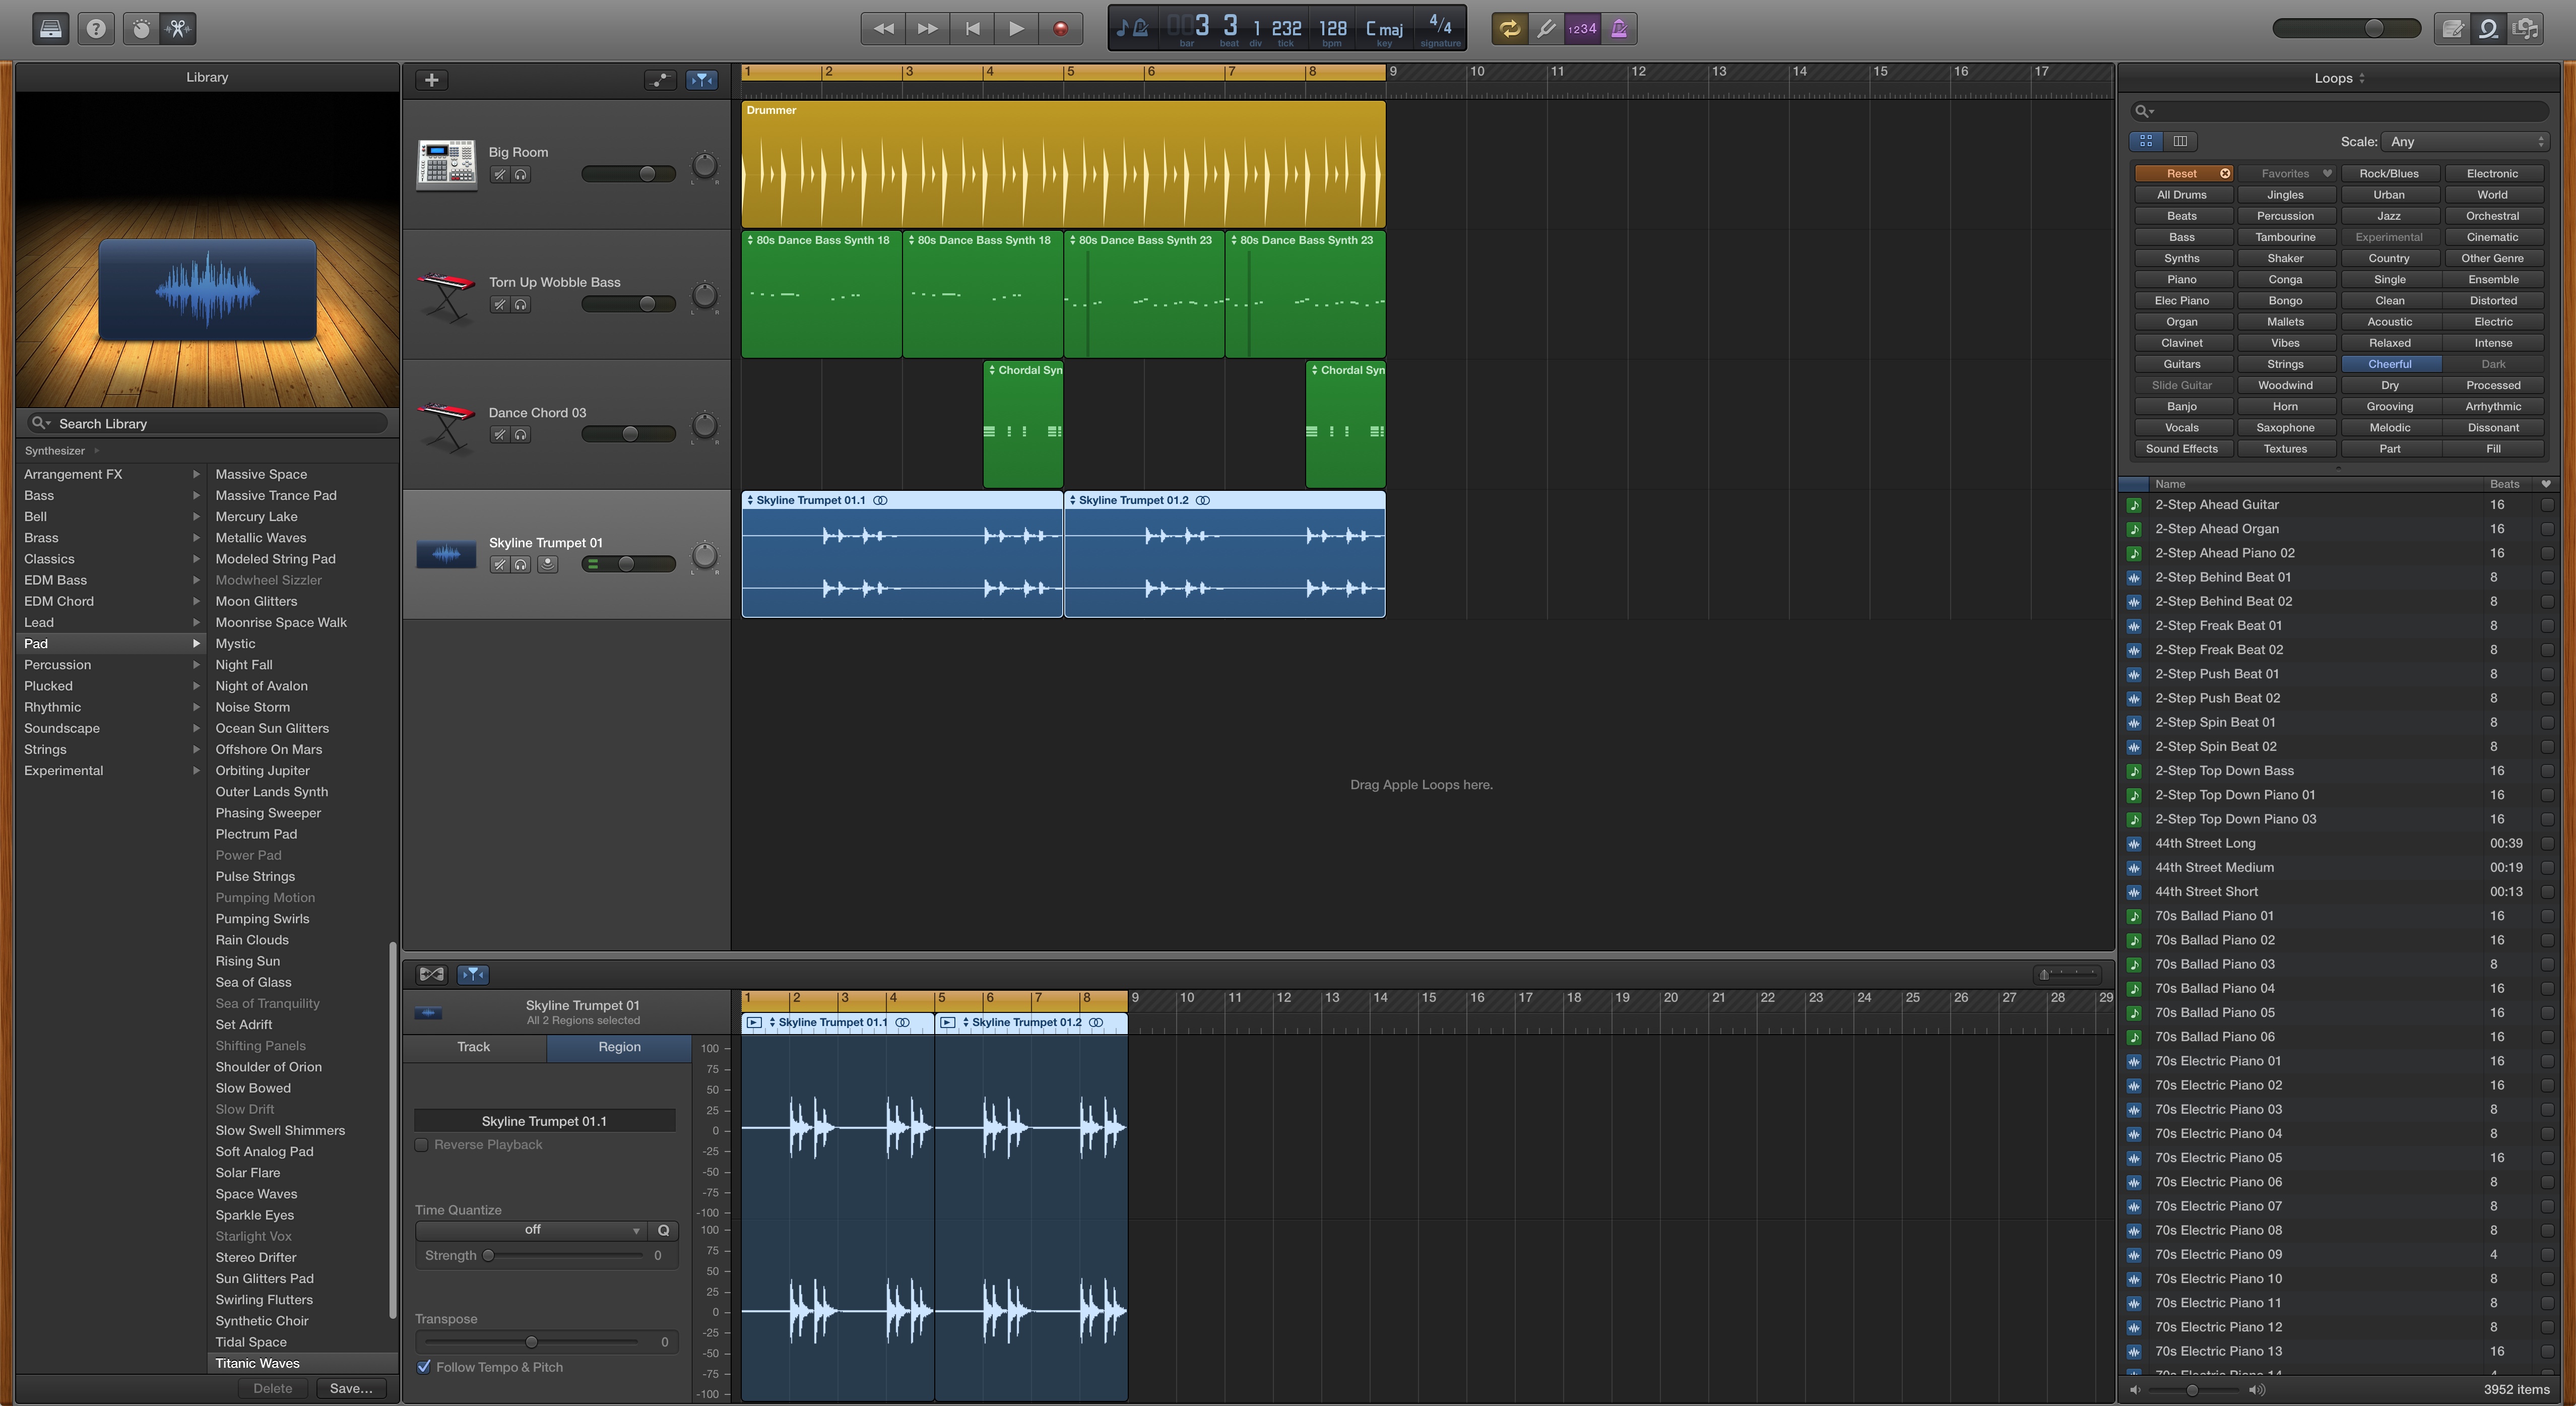 003 3 1 232 128 C maj 4/4
bar beat div tick bpm key signature
1234
Library
Search Library
Synthesizer
Arrangement FX
Bass
Bell
Brass
Classics
EDM Bass
EDM Chord
Lead
Pad
Percussion
Plucked
Rhythmic
Soundscape
Strings
Experimental
Massive Space
Massive Trance Pad
Mercury Lake
Metallic Waves
Modeled String Pad
Modwheel Sizzler
Moon Glitters
Moonrise Space Walk
Mystic
Night Fall
Night of Avalon
Noise Storm
Ocean Sun Glitters
Offshore On Mars
Orbiting Jupiter
Outer Lands Synth
Phasing Sweeper
Plectrum Pad
Power Pad
Pulse Strings
Pumping Motion
Pumping Swirls
Rain Clouds
Rising Sun
Sea of Glass
Sea of Tranquility
Set Adrift
Shifting Panels
Shoulder of Orion
Slow Bowed
Slow Drift
Slow Swell Shimmers
Soft Analog Pad
Solar Flare
Space Waves
Sparkle Eyes
Starlight Vox
Stereo Drifter
Sun Glitters Pad
Swirling Flutters
Synthetic Choir
Tidal Space
Titanic Waves
Delete Save...
1 2 3 4 5 6 7 8 9 10 11 12 13 14 15 16 17
Big Room
L R
Drummer
Torn Up Wobble Bass
L R
80s Dance Bass Synth 18
80s Dance Bass Synth 18
80s Dance Bass Synth 23
80s Dance Bass Synth 23
Dance Chord 03
L R
Chordal Syn
Chordal Syn
Skyline Trumpet 01
L R
Skyline Trumpet 01.1
Skyline Trumpet 01.2
Drag Apple Loops here.
Skyline Trumpet 01
All 2 Regions selected
Track Region
Skyline Trumpet 01.1
Reverse Playback
Time Quantize
off Q
Strength 0
Transpose
0
Follow Tempo & Pitch
1 2 3 4 5 6 7 8 9 10 11 12 13 14 15 16 17 18 19 20 21 22 23 24 25 26 27 28 29
Skyline Trumpet 01.1
Skyline Trumpet 01.2
100
75
50
25
0
-25
-50
-75
-100
100
75
50
25
0
-25
-50
-75
-100
Loops
Scale: Any
Reset Favorites Rock/Blues Electronic
All Drums Jingles Urban World
Beats Percussion Jazz Orchestral
Bass Tambourine Experimental Cinematic
Synths Shaker Country Other Genre
Piano Conga Single Ensemble
Elec Piano Bongo Clean Distorted
Organ Mallets Acoustic Electric
Clavinet Vibes Relaxed Intense
Guitars Strings Cheerful Dark
Slide Guitar Woodwind Dry Processed
Banjo Horn Grooving Arrhythmic
Vocals Saxophone Melodic Dissonant
Sound Effects Textures Part Fill
Name Beats
2-Step Ahead Guitar 16
2-Step Ahead Organ 16
2-Step Ahead Piano 02 16
2-Step Behind Beat 01 8
2-Step Behind Beat 02 8
2-Step Freak Beat 01 8
2-Step Freak Beat 02 8
2-Step Push Beat 01 8
2-Step Push Beat 02 8
2-Step Spin Beat 01 8
2-Step Spin Beat 02 8
2-Step Top Down Bass 16
2-Step Top Down Piano 01 16
2-Step Top Down Piano 03 16
44th Street Long 00:39
44th Street Medium 00:19
44th Street Short 00:13
70s Ballad Piano 01 16
70s Ballad Piano 02 16
70s Ballad Piano 03 8
70s Ballad Piano 04 16
70s Ballad Piano 05 16
70s Ballad Piano 06 16
70s Electric Piano 01 16
70s Electric Piano 02 16
70s Electric Piano 03 8
70s Electric Piano 04 8
70s Electric Piano 05 16
70s Electric Piano 06 8
70s Electric Piano 07 8
70s Electric Piano 08 8
70s Electric Piano 09 4
70s Electric Piano 10 8
70s Electric Piano 11 8
70s Electric Piano 12 8
70s Electric Piano 13 16
3952 items